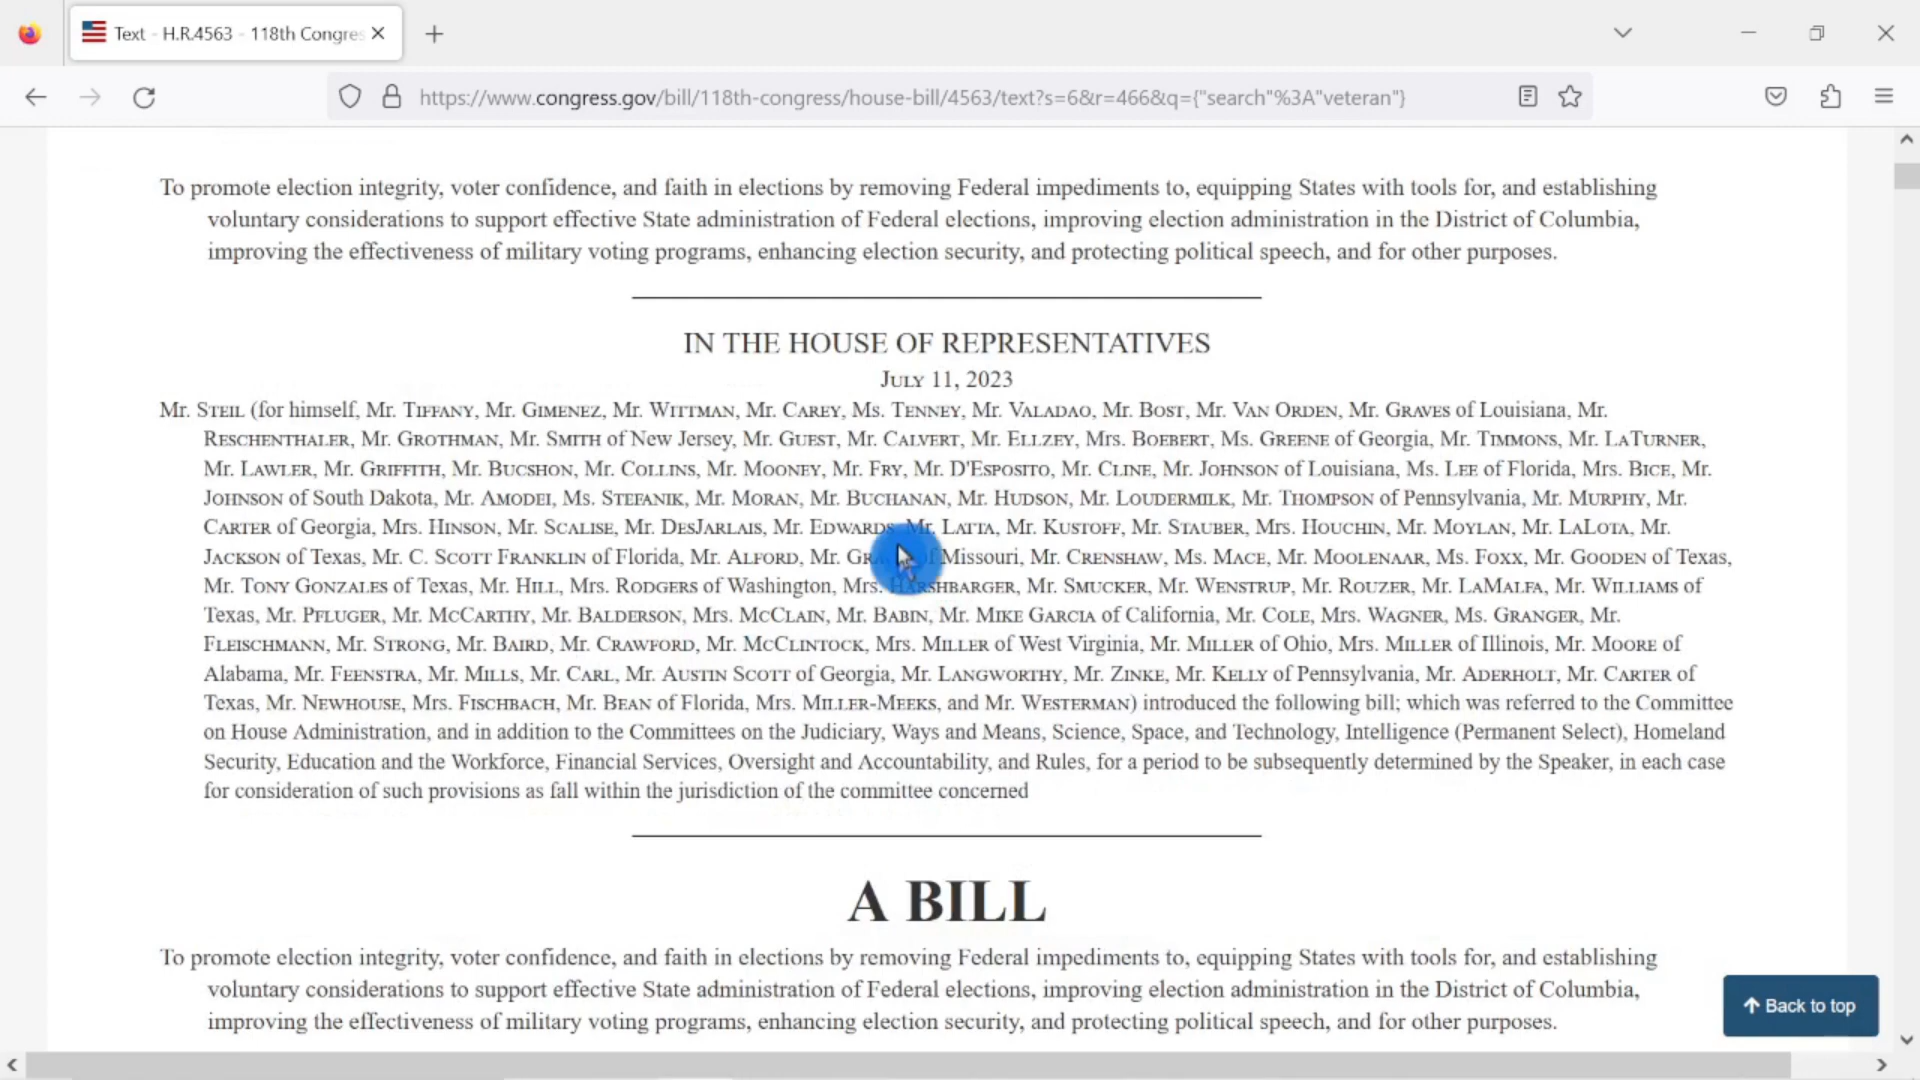 Text - H.R.4563 - 118th Congres
https://www.congress.gov/bill/118th-congress/house-bill/4563/text?s=6&r=466&q={"search"%3A"veteran"}
To promote election integrity, voter confidence, and faith in elections by removing Federal impediments to, equipping States with tools for, and establishing
voluntary considerations to support effective State administration of Federal elections, improving election administration in the District of Columbia,
improving the effectiveness of military voting programs, enhancing election security, and protecting political speech, and for other purposes.
IN THE HOUSE OF REPRESENTATIVES
July 11, 2023
Mr. Steil (for himself, Mr. Tiffany, Mr. Gimenez, Mr. Wittman, Mr. Carey, Ms. Tenney, Mr. Valadao, Mr. Bost, Mr. Van Orden, Mr. Graves of Louisiana, Mr.
Reschenthaler, Mr. Grothman, Mr. Smith of New Jersey, Mr. Guest, Mr. Calvert, Mr. Ellzey, Mrs. Boebert, Ms. Greene of Georgia, Mr. Timmons, Mr. LaTurner,
Mr. Lawler, Mr. Griffith, Mr. Bucshon, Mr. Collins, Mr. Mooney, Mr. Fry, Mr. D'Esposito, Mr. Cline, Mr. Johnson of Louisiana, Ms. Lee of Florida, Mrs. Bice, Mr.
Johnson of South Dakota, Mr. Amodei, Ms. Stefanik, Mr. Moran, Mr. Buchanan, Mr. Hudson, Mr. Loudermilk, Mr. Thompson of Pennsylvania, Mr. Murphy, Mr.
Carter of Georgia, Mrs. Hinson, Mr. Scalise, Mr. DesJarlais, Mr. Edwards, Mr. Latta, Mr. Kustoff, Mr. Stauber, Mrs. Houchin, Mr. Moylan, Mr. LaLota, Mr.
Jackson of Texas, Mr. C. Scott Franklin of Florida, Mr. Alford, Mr. of Missouri, Mr. Crenshaw, Ms. Mace, Mr. Moolenaar, Ms. Foxx, Mr. Gooden of Texas,
Mr. Tony Gonzales of Texas, Mr. Hill, Mrs. Rodgers of Washington, Mrs. Harshbarger, Mr. Smucker, Mr. Wenstrup, Mr. Rouzer, Mr. LaMalfa, Mr. Williams of
Texas, Mr. Pfluger, Mr. McCarthy, Mr. Balderson, Mrs. McClain, Mr. Babin, Mr. Mike Garcia of California, Mr. Cole, Mrs. Wagner, Ms. Granger, Mr.
Fleischmann, Mr. Strong, Mr. Baird, Mr. Crawford, Mr. McClintock, Mrs. Miller of West Virginia, Mr. Miller of Ohio, Mrs. Miller of Illinois, Mr. Moore of
Alabama, Mr. Feenstra, Mr. Mills, Mr. Carl, Mr. Austin Scott of Georgia, Mr. Langworthy, Mr. Zinke, Mr. Kelly of Pennsylvania, Mr. Aderholt, Mr. Carter of
Texas, Mr. Newhouse, Mrs. Fischbach, Mr. Bean of Florida, Mrs. Miller-Meeks, and Mr. Westerman) introduced the following bill; which was referred to the Committee
on House Administration, and in addition to the Committees on the Judiciary, Ways and Means, Science, Space, and Technology, Intelligence (Permanent Select), Homeland
Security, Education and the Workforce, Financial Services, Oversight and Accountability, and Rules, for a period to be subsequently determined by the Speaker, in each case
for consideration of such provisions as fall within the jurisdiction of the committee concerned
A BILL
To promote election integrity, voter confidence, and faith in elections by removing Federal impediments to, equipping States with tools for, and establishing
voluntary considerations to support effective State administration of Federal elections, improving election administration in the District of Columbia,
improving the effectiveness of military voting programs, enhancing election security, and protecting political speech, and for other purposes.
Back to top